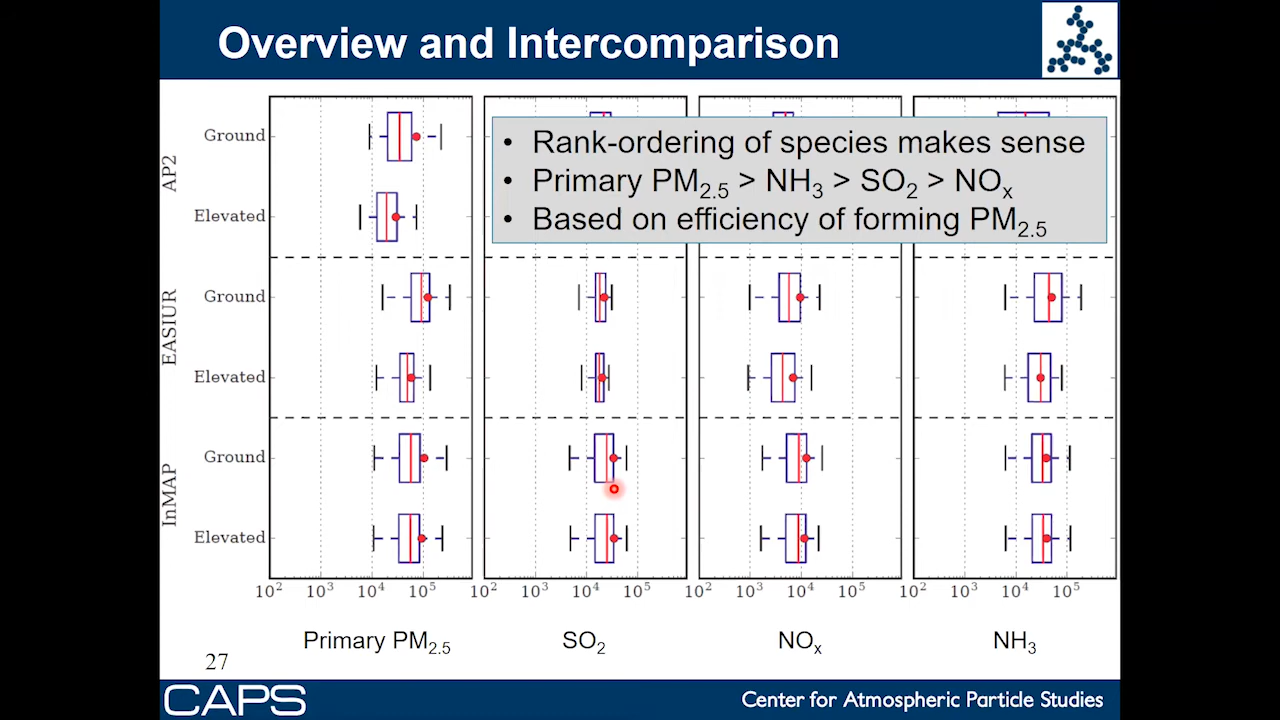 Overview and Intercomparison
AP2
Ground
Elevated
EASIUR
Ground
Elevated
InMAP
Ground
Elevated
• Rank-ordering of species makes sense
• Primary PM₂.₅ > NH₃ > SO₂ > NOₓ
• Based on efficiency of forming PM₂.₅
10² 10³ 10⁴ 10⁵ 10² 10³ 10⁴ 10⁵ 10² 10³ 10⁴ 10⁵ 10² 10³ 10⁴ 10⁵
Primary PM₂.₅ SO₂ NOₓ NH₃
27
CAPS
Center for Atmospheric Particle Studies